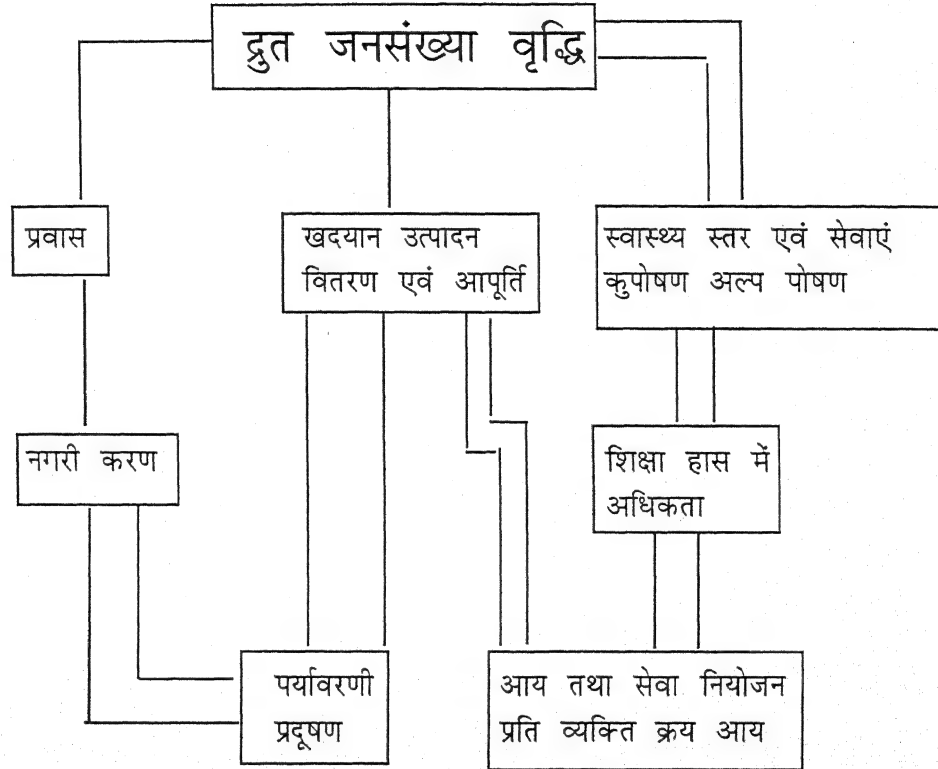 द्रुत जनसंख्या वृद्धि
प्रवास
खदयान उत्पादन
वितरण एवं आपूर्ति
स्वास्थ्य स्तर एवं सेवाएं
कुपोषण अल्प पोषण
नगरी करण
शिक्षा हास में
अधिकता
पर्यावरणी
प्रदूषण
आय तथा सेवा नियोजन
प्रति व्यक्ति क्रय आय